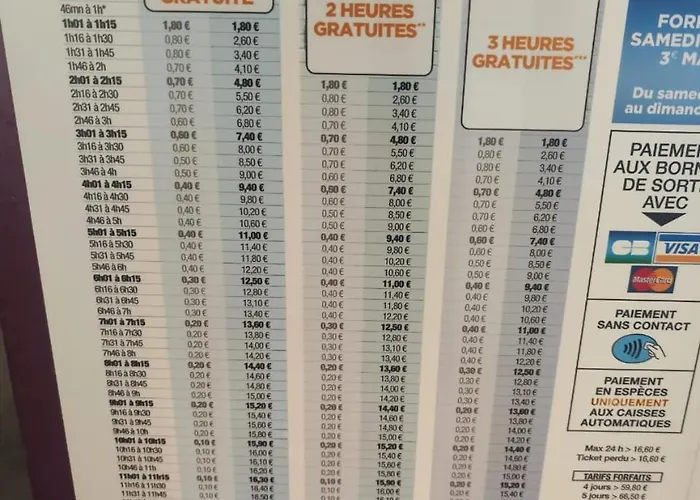 GRATUITE*
2 HEURES
GRATUITES**
3 HEURES
GRATUITES***
46mn à 1h*
1h01 à 1h15 1,80 € 1,80 €
1h16 à 1h30 0,80 € 2,60 €
1h31 à 1h45 0,80 € 3,40 €
1h46 à 2h 0,70 € 4,10 €
2h01 à 2h15 0,70 € 4,80 € 1,80 € 1,80 €
2h16 à 2h30 0,70 € 5,50 € 0,80 € 2,60 €
2h31 à 2h45 0,70 € 6,20 € 0,80 € 3,40 €
2h46 à 3h 0,60 € 6,80 € 0,70 € 4,10 €
3h01 à 3h15 0,60 € 7,40 € 0,70 € 4,80 € 1,80 € 1,80 €
3h16 à 3h30 0,60 € 8,00 € 0,70 € 5,50 € 0,80 € 2,60 €
3h31 à 3h45 0,50 € 8,50 € 0,70 € 6,20 € 0,80 € 3,40 €
3h46 à 4h 0,50 € 9,00 € 0,60 € 6,80 € 0,70 € 4,10 €
4h01 à 4h15 0,40 € 9,40 € 0,60 € 7,40 € 0,70 € 4,80 €
4h16 à 4h30 0,40 € 9,80 € 0,60 € 8,00 € 0,70 € 5,50 €
4h31 à 4h45 0,40 € 10,20 € 0,50 € 8,50 € 0,70 € 6,20 €
4h46 à 5h 0,40 € 10,60 € 0,50 € 9,00 € 0,60 € 6,80 €
5h01 à 5h15 0,40 € 11,00 € 0,40 € 9,40 € 0,60 € 7,40 €
5h16 à 5h30 0,40 € 11,40 € 0,40 € 9,80 € 0,60 € 8,00 €
5h31 à 5h45 0,40 € 11,80 € 0,40 € 10,20 € 0,50 € 8,50 €
5h46 à 6h 0,40 € 12,20 € 0,40 € 10,60 € 0,50 € 9,00 €
6h01 à 6h15 0,30 € 12,50 € 0,40 € 11,00 € 0,40 € 9,40 €
6h16 à 6h30 0,30 € 12,80 € 0,40 € 11,40 € 0,40 € 9,80 €
6h31 à 6h45 0,30 € 13,10 € 0,40 € 11,80 € 0,40 € 10,20 €
6h46 à 7h 0,30 € 13,40 € 0,40 € 12,20 € 0,40 € 10,60 €
7h01 à 7h15 0,20 € 13,60 € 0,30 € 12,50 € 0,40 € 11,00 €
7h16 à 7h30 0,20 € 13,80 € 0,30 € 12,80 € 0,40 € 11,40 €
7h31 à 7h45 0,20 € 14,00 € 0,30 € 13,10 € 0,40 € 11,80 €
7h46 à 8h 0,20 € 14,20 € 0,30 € 13,40 € 0,40 € 12,20 €
8h01 à 8h15 0,20 € 14,40 € 0,20 € 13,60 € 0,30 € 12,50 €
8h16 à 8h30 0,20 € 14,60 € 0,20 € 13,80 € 0,30 € 12,80 €
8h31 à 8h45 0,20 € 14,80 € 0,20 € 14,00 € 0,30 € 13,10 €
8h46 à 9h 0,20 € 15,00 € 0,20 € 14,20 € 0,30 € 13,40 €
9h01 à 9h15 0,20 € 15,20 € 0,20 € 14,40 € 0,20 € 13,60 €
9h16 à 9h30 0,20 € 15,40 € 0,20 € 14,60 € 0,20 € 13,80 €
9h31 à 9h45 0,20 € 15,60 € 0,20 € 14,80 € 0,20 € 14,00 €
9h46 à 10h 0,20 € 15,80 € 0,20 € 15,00 € 0,20 € 14,20 €
10h01 à 10h15 0,10 € 15,90 € 0,20 € 15,20 € 0,20 € 14,40 €
10h16 à 10h30 0,10 € 16,00 € 0,20 € 15,40 € 0,20 € 14,60 €
10h31 à 10h45 0,10 € 16,10 € 0,20 € 15,60 € 0,20 € 14,80 €
10h46 à 11h 0,10 € 16,20 € 0,20 € 15,80 € 0,20 € 15,00 €
11h01 à 11h15 0,10 € 16,30 € 0,10 € 15,90 € 0,20 € 15,20 €
11h16 à 11h30 0,10 € 16,40 € 0,10 € 16,00 € 0,20 € 15,40 €
11h31 à 11h45 16,50 €
FOR
SAMEDI
3€ MA
Du same
au dimanc
PAIEME
AUX BORN
DE SORT
AVEC
CB VISA
MasterCard
PAIEMENT
SANS CONTACT
PAIEMENT
EN ESPÈCES
UNIQUEMENT
AUX CAISSES
AUTOMATIQUES
Max 24 h > 16,60 €
Ticket perdu > 16,60 €
TARIFS FORFAITS
4 jours > 59,80 €
5 jours > 68,50 €